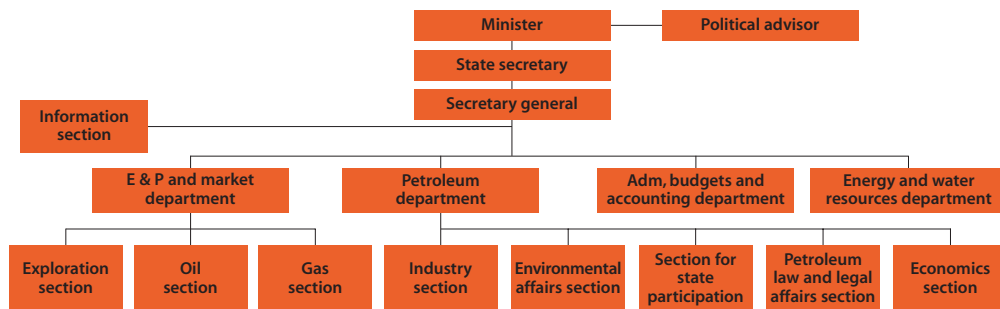 Minister
Political advisor
State secretary
Secretary general
Information
section
E & P and market
department
Petroleum
department
Adm, budgets and
accounting department
Energy and water
resources department
Exploration
section
Oil
section
Gas
section
Industry
section
Environmental
affairs section
Section for
state
participation
Petroleum
law and legal
affairs section
Economics
section